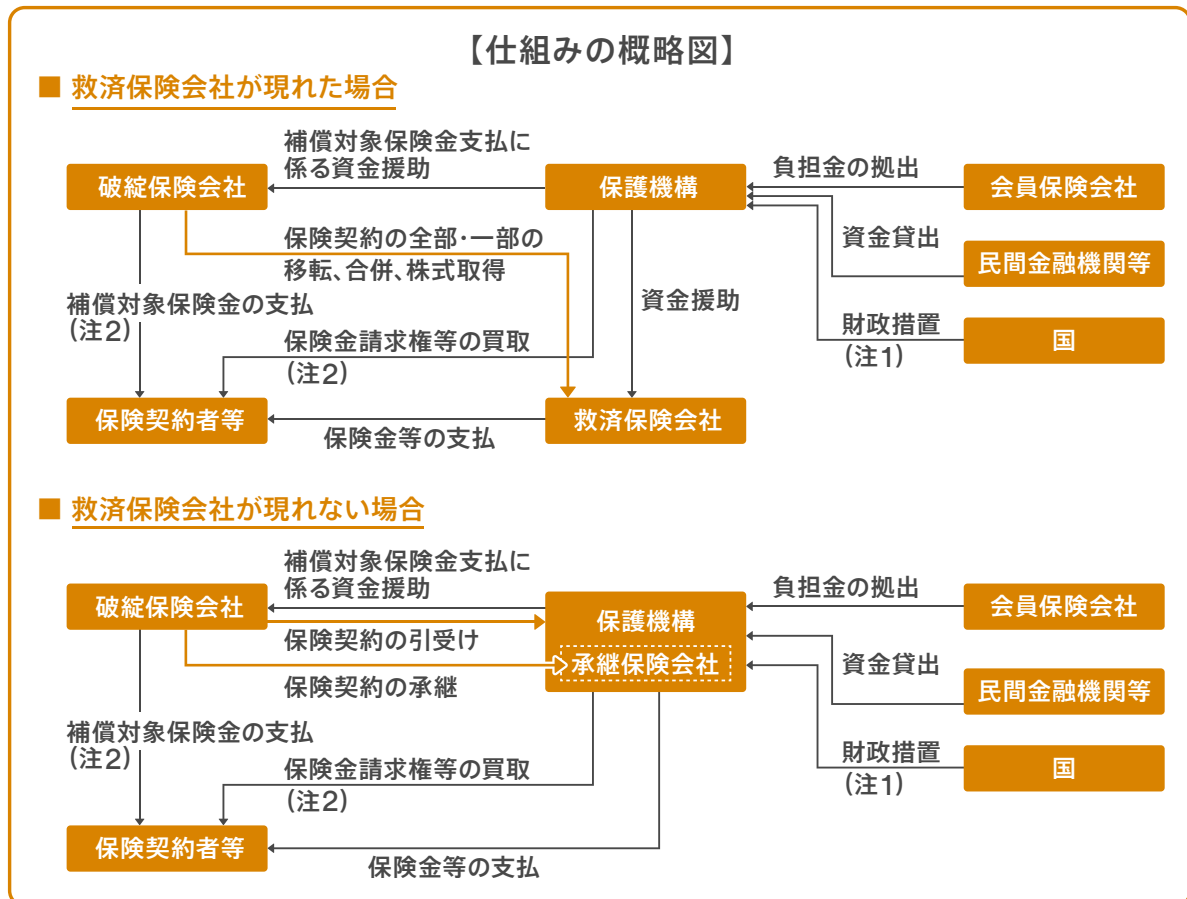 【仕組みの概略図】
■ 救済保険会社が現れた場合
補償対象保険金支払に
係る資金援助
負担金の拠出
破綻保険会社
保護機構
会員保険会社
保険契約の全部・一部の
移転、合併、株式取得
資金貸出
民間金融機関等
補償対象保険金の支払
(注2)
資金援助
保険金請求権等の買取
(注2)
財政措置
(注1)
国
保険契約者等
救済保険会社
保険金等の支払
■ 救済保険会社が現れない場合
補償対象保険金支払に
係る資金援助
負担金の拠出
破綻保険会社
保護機構
会員保険会社
保険契約の引受け
承継保険会社
資金貸出
保険契約の承継
民間金融機関等
補償対象保険金の支払
(注2)
保険金請求権等の買取
(注2)
財政措置
(注1)
国
保険契約者等
保険金等の支払